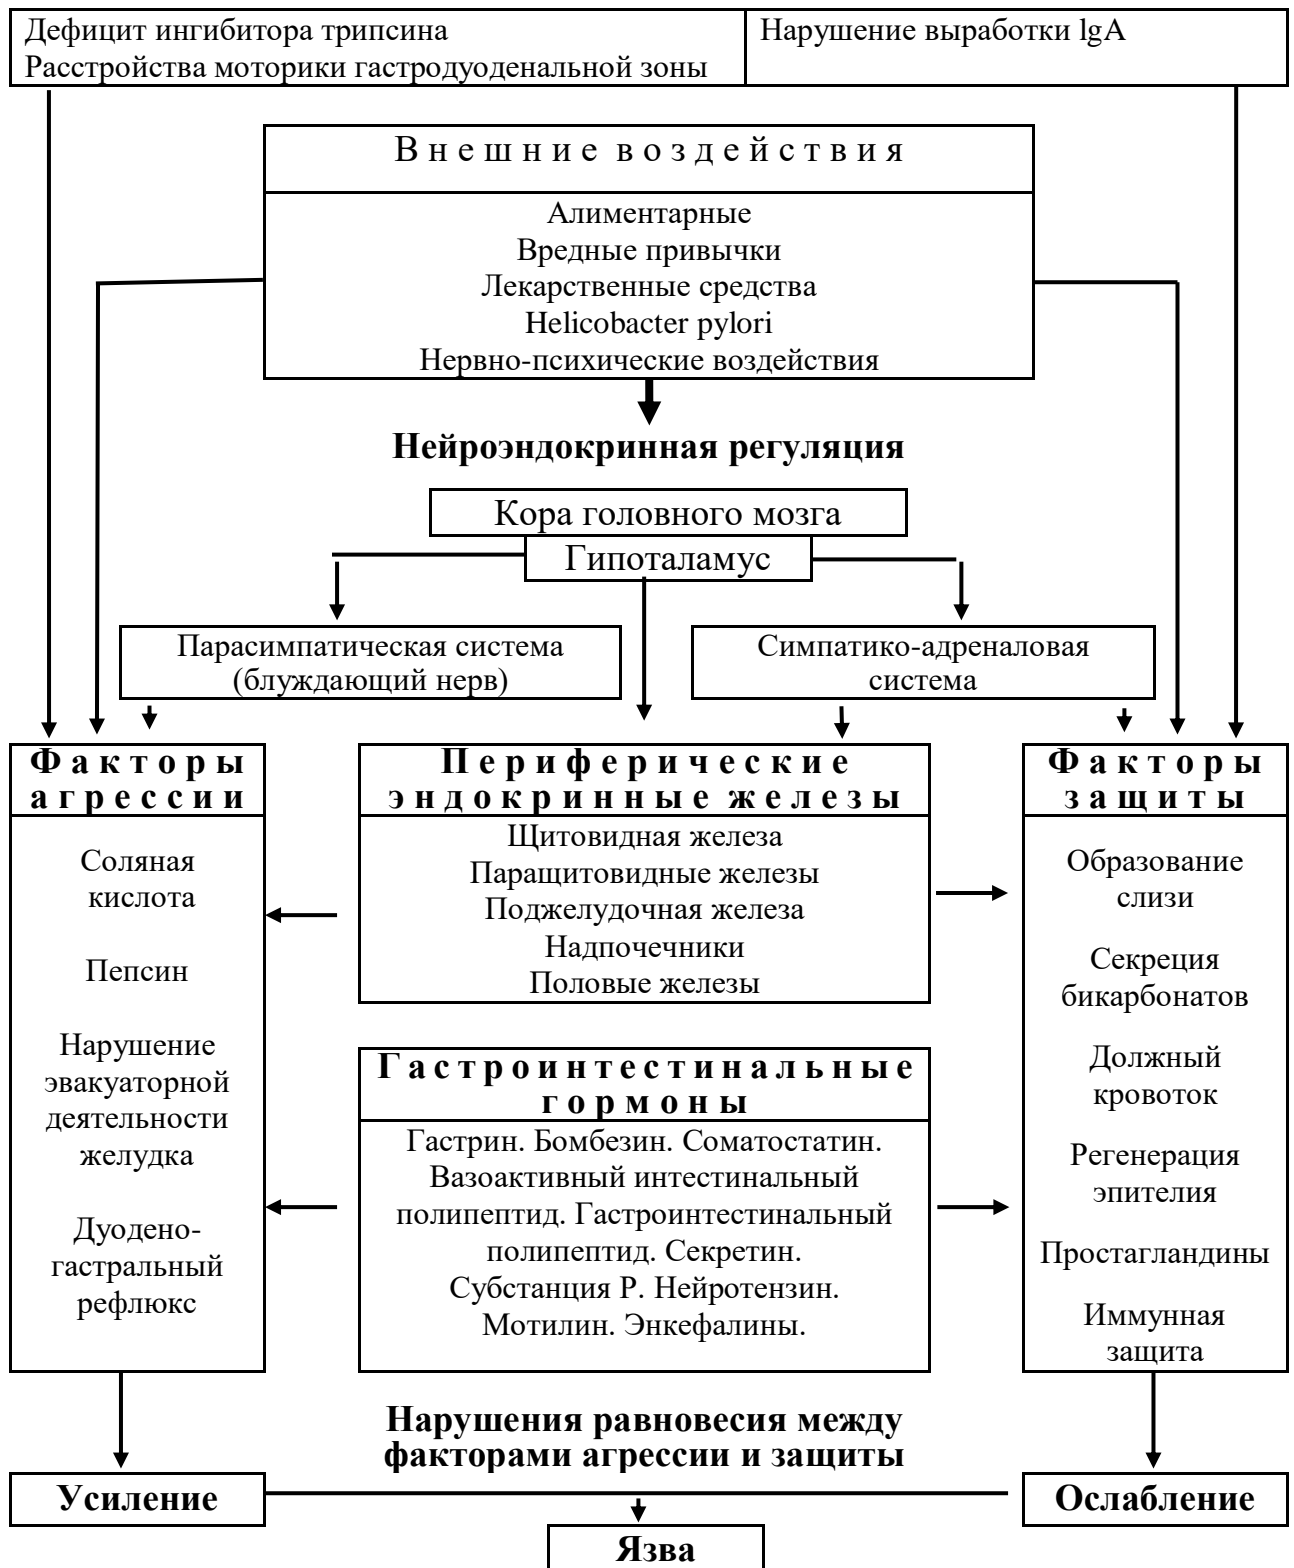 Дефицит ингибитора трипсина
Расстройства моторики гастродуоденальной зоны
Нарушение выработки lgA
Внешние воздействия
Алиментарные
Вредные привычки
Лекарственные средства
Helicobacter pylori
Нервно-психические воздействия
Нейроэндокринная регуляция
Кора головного мозга
Гипоталамус
Парасимпатическая система
(блуждающий нерв)
Симпатико-адреналовая
система
Факторы
агрессии
Соляная
кислота
Пепсин
Нарушение
эвакуаторной
деятельности
желудка
Дуодено-
гастральный
рефлюкс
Периферические
эндокринные железы
Щитовидная железа
Паращитовидные железы
Поджелудочная железа
Надпочечники
Половые железы
Гастроинтестинальные
гормоны
Гастрин. Бомбезин. Соматостатин.
Вазоактивный интестинальный
полипептид. Гастроинтестинальный
полипептид. Секретин.
Субстанция Р. Нейротензин.
Мотилин. Энкефалины.
Факторы
защиты
Образование
слизи
Секреция
бикарбонатов
Должный
кровоток
Регенерация
эпителия
Простагландины
Иммунная
защита
Нарушения равновесия между
факторами агрессии и защиты
Усиление
Ослабление
Язва